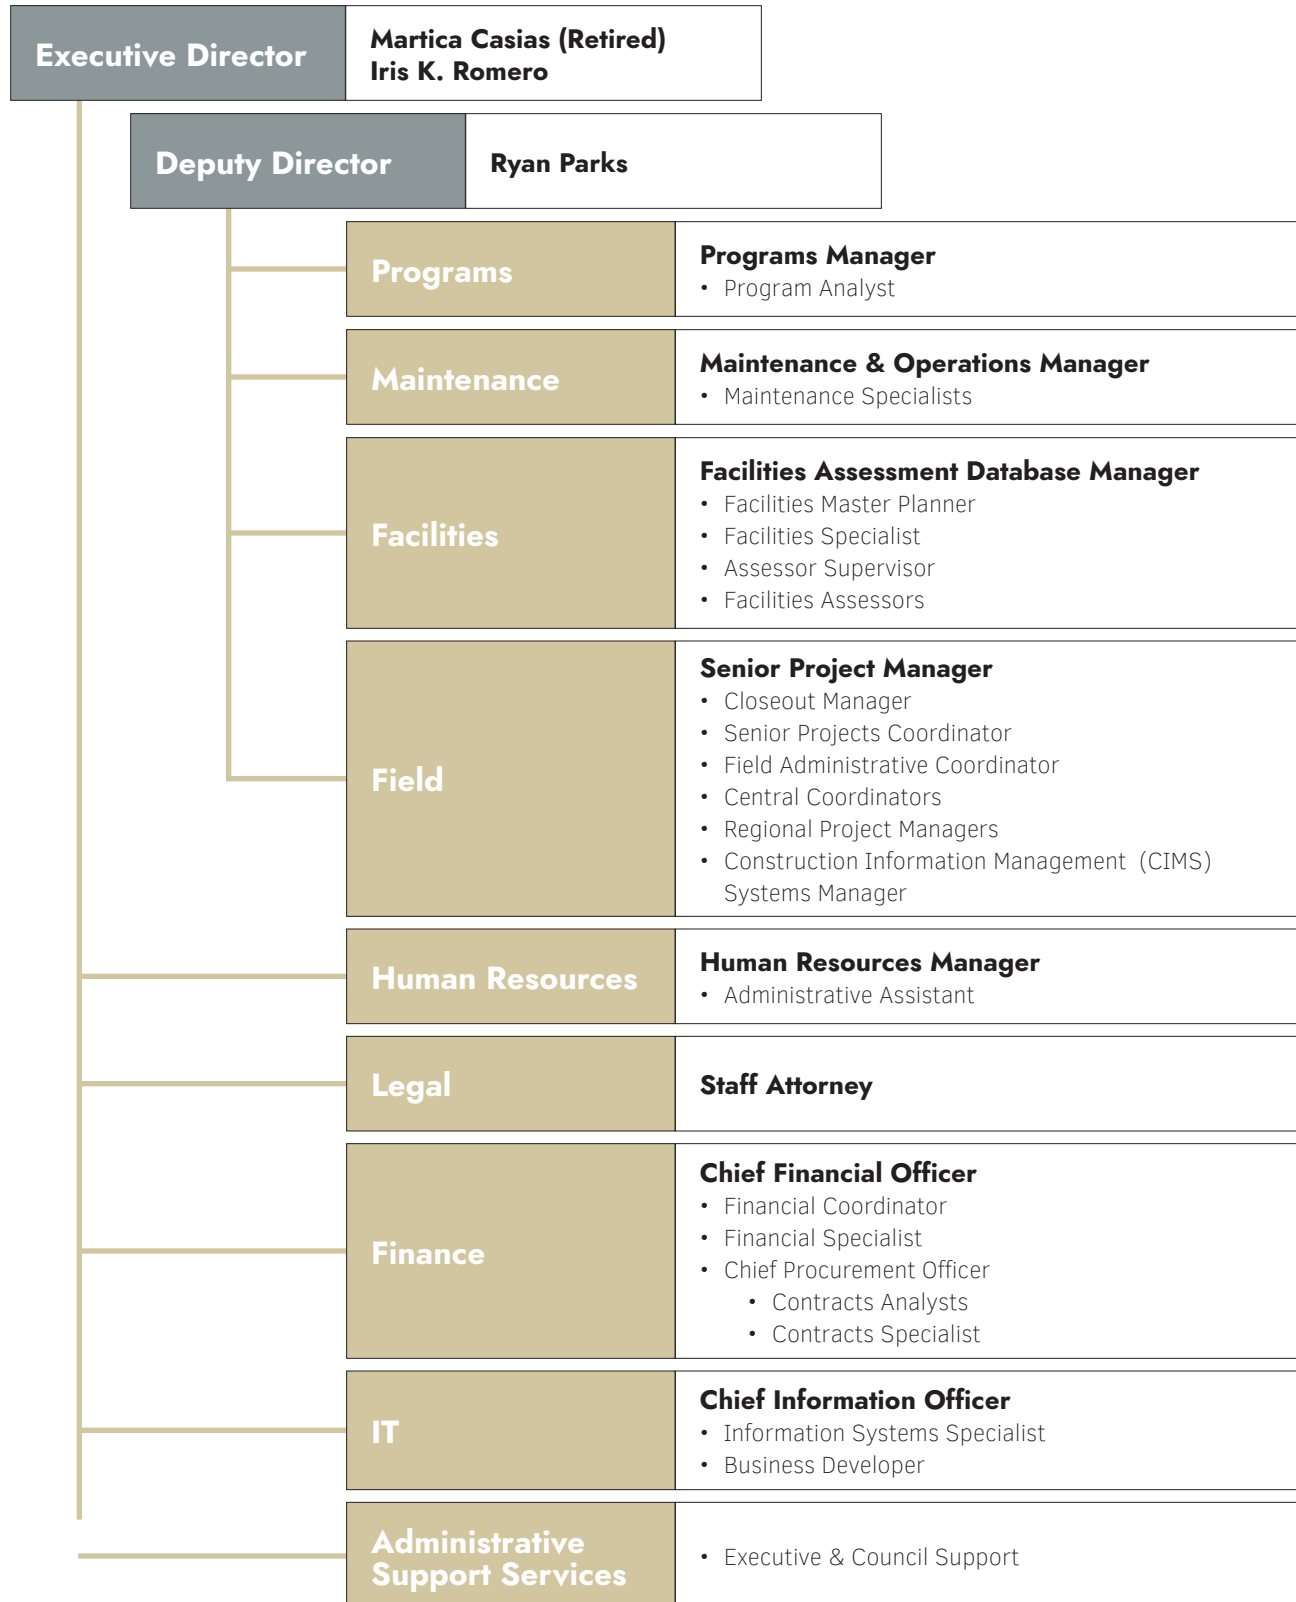 Executive Director
Martica Casias (Retired)
Iris K. Romero
Deputy Director
Ryan Parks
Programs
Programs Manager
• Program Analyst
Maintenance
Maintenance & Operations Manager
• Maintenance Specialists
Facilities
Facilities Assessment Database Manager
• Facilities Master Planner
• Facilities Specialist
• Assessor Supervisor
• Facilities Assessors
Field
Senior Project Manager
• Closeout Manager
• Senior Projects Coordinator
• Field Administrative Coordinator
• Central Coordinators
• Regional Project Managers
• Construction Information Management (CIMS)
Systems Manager
Human Resources
Human Resources Manager
• Administrative Assistant
Legal
Staff Attorney
Finance
Chief Financial Officer
• Financial Coordinator
• Financial Specialist
• Chief Procurement Officer
• Contracts Analysts
• Contracts Specialist
IT
Chief Information Officer
• Information Systems Specialist
• Business Developer
Administrative
Support Services
• Executive & Council Support